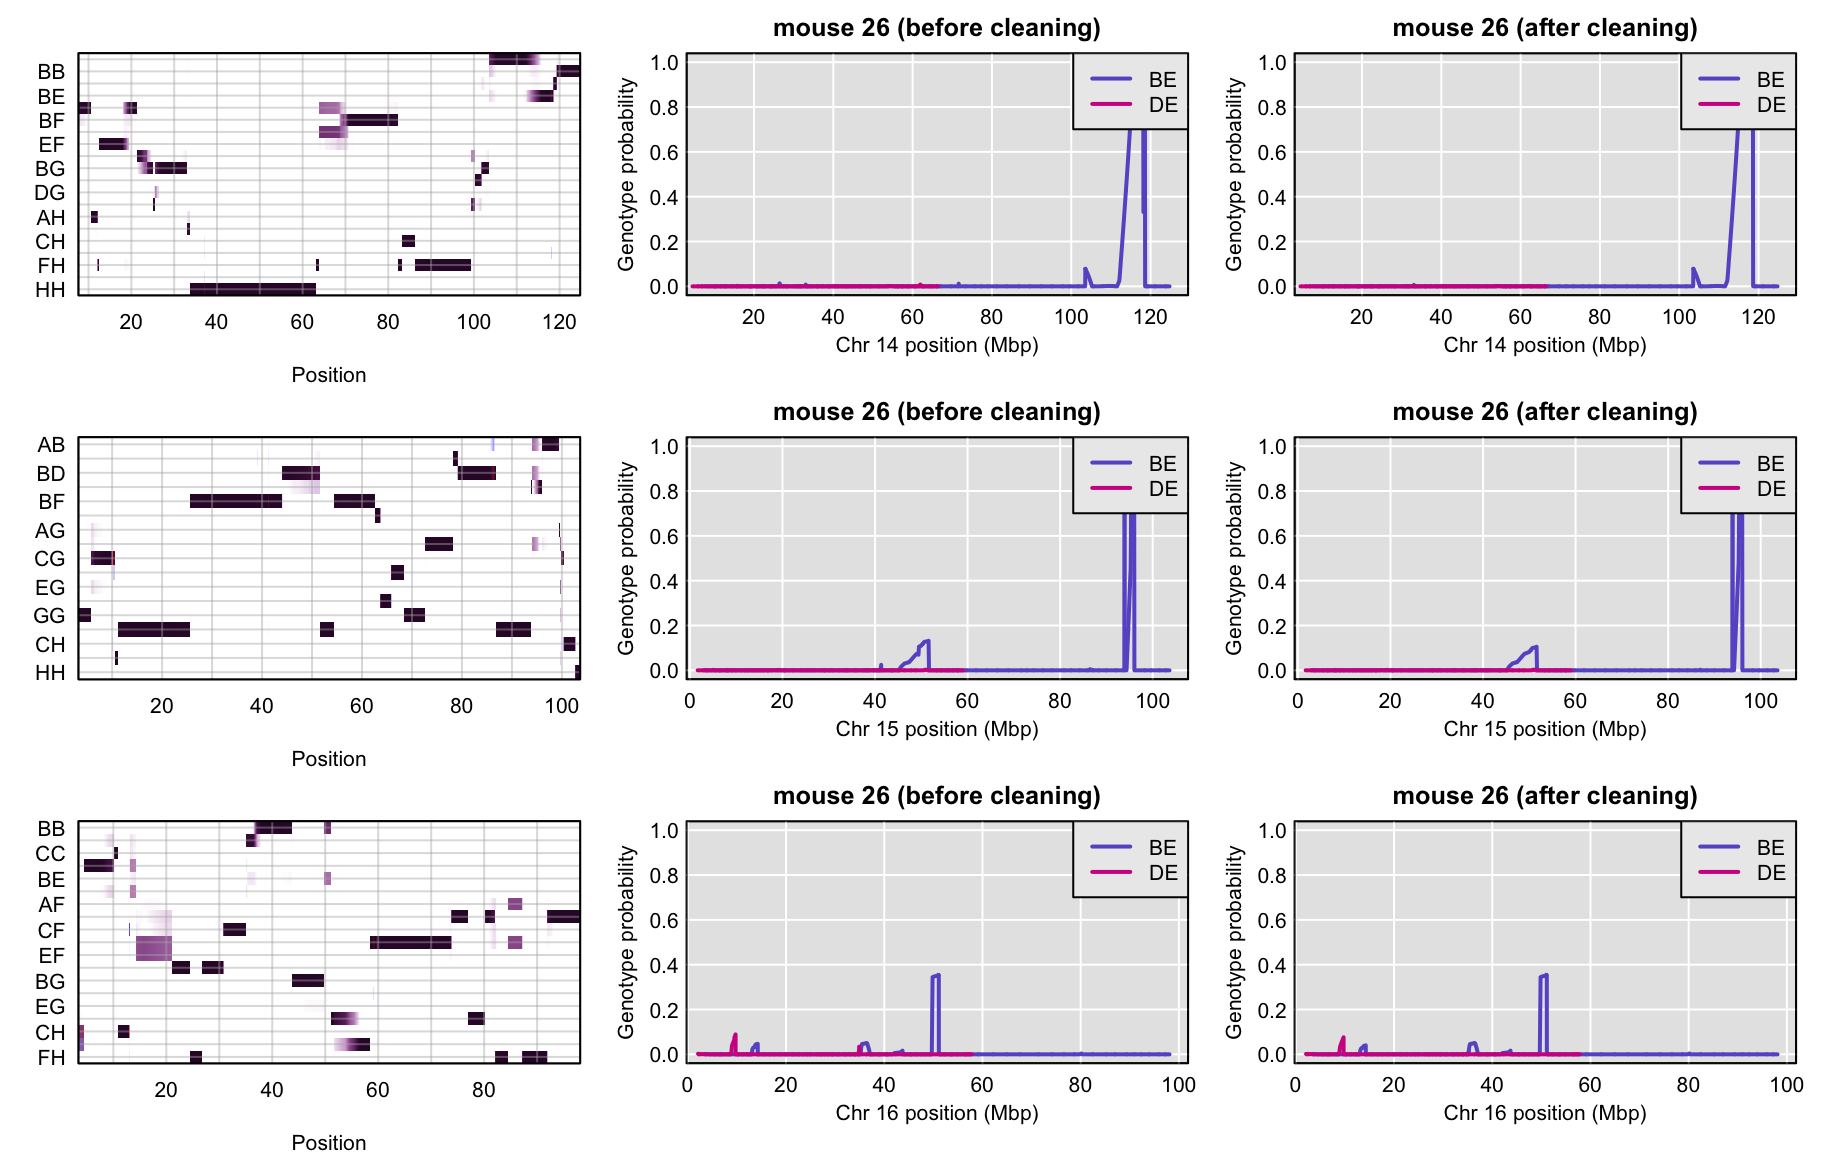 mouse 26 (before cleaning)
mouse 26 (after cleaning)
BB
BE
BF
EF
BG
DG
AH
CH
FH
HH
20 40 60 80 100 120
Position
Genotype probability
1.0
0.8
0.6
0.4
0.2
0.0
BE
DE
20 40 60 80 100 120
Chr 14 position (Mbp)
Genotype probability
1.0
0.8
0.6
0.4
0.2
0.0
BE
DE
20 40 60 80 100 120
Chr 14 position (Mbp)
mouse 26 (before cleaning)
mouse 26 (after cleaning)
AB
BD
BF
AG
CG
EG
GG
CH
HH
20 40 60 80 100
Position
Genotype probability
1.0
0.8
0.6
0.4
0.2
0.0
BE
DE
0 20 40 60 80 100
Chr 15 position (Mbp)
Genotype probability
1.0
0.8
0.6
0.4
0.2
0.0
BE
DE
0 20 40 60 80 100
Chr 15 position (Mbp)
mouse 26 (before cleaning)
mouse 26 (after cleaning)
BB
CC
BE
AF
CF
EF
BG
EG
CH
FH
20 40 60 80
Position
Genotype probability
1.0
0.8
0.6
0.4
0.2
0.0
BE
DE
0 20 40 60 80 100
Chr 16 position (Mbp)
Genotype probability
1.0
0.8
0.6
0.4
0.2
0.0
BE
DE
0 20 40 60 80 100
Chr 16 position (Mbp)